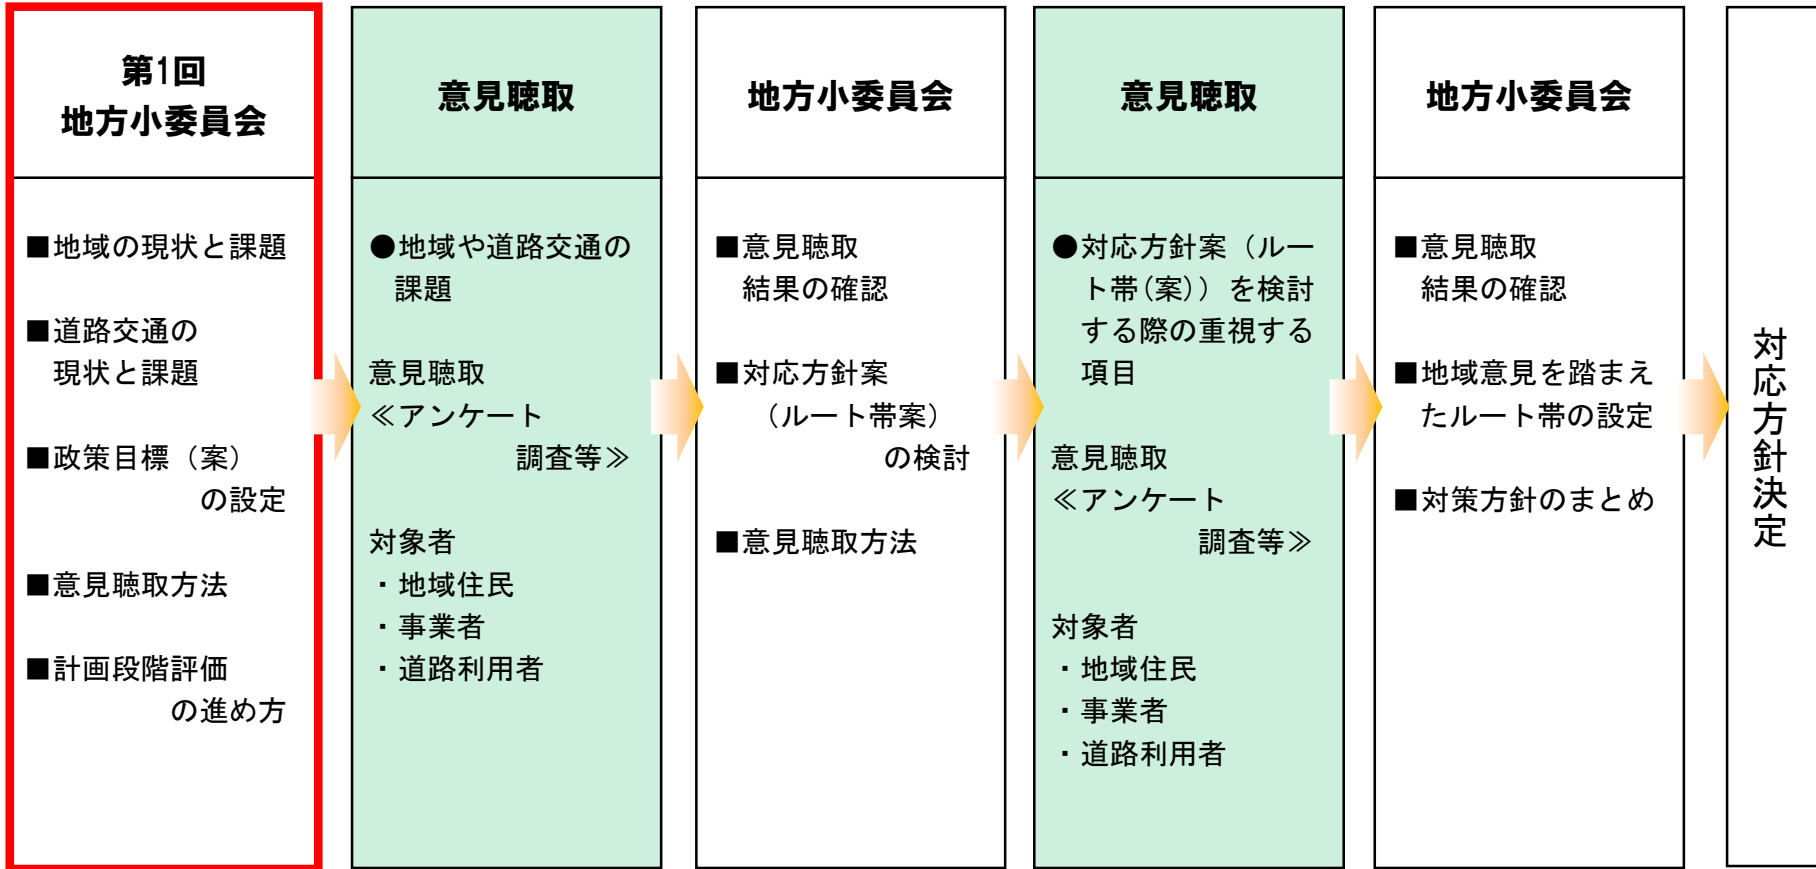 第1回
地方小委員会
■地域の現状と課題
■道路交通の
現状と課題
■政策目標（案）
の設定
■意見聴取方法
■計画段階評価
の進め方
意見聴取
●地域や道路交通の
課題
意見聴取
≪アンケート
調査等≫
対象者
・地域住民
・事業者
・道路利用者
地方小委員会
■意見聴取
結果の確認
■対応方針案
（ルート帯案）
の検討
■意見聴取方法
意見聴取
●対応方針案（ルー
ト帯(案)）を検討
する際の重視する
項目
意見聴取
≪アンケート
調査等≫
対象者
・地域住民
・事業者
・道路利用者
地方小委員会
■意見聴取
結果の確認
■地域意見を踏まえ
たルート帯の設定
■対策方針のまとめ
対応方針決定